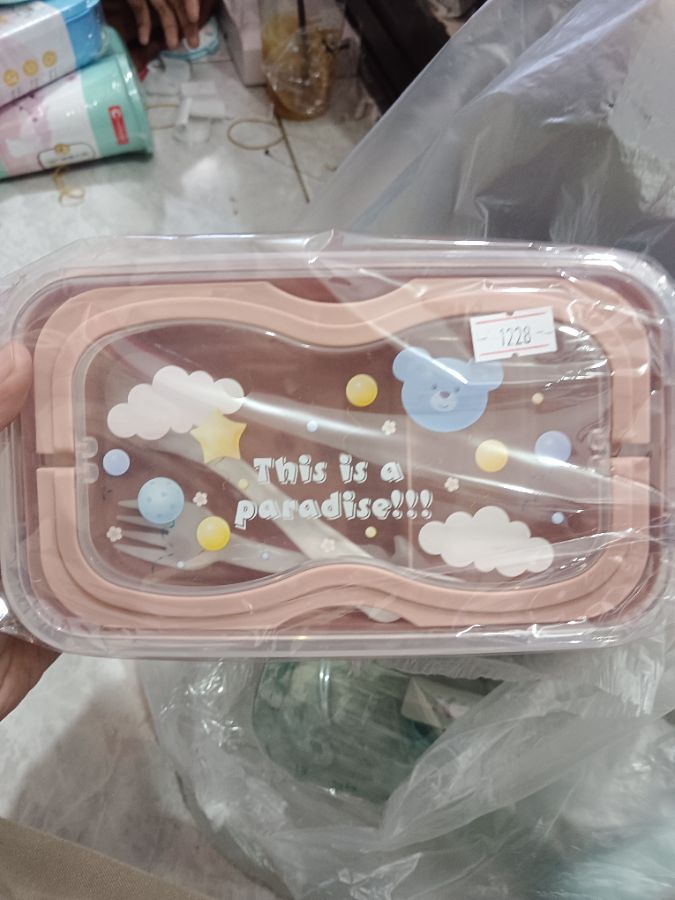 -- 1228 --
This is a
paradise!!!